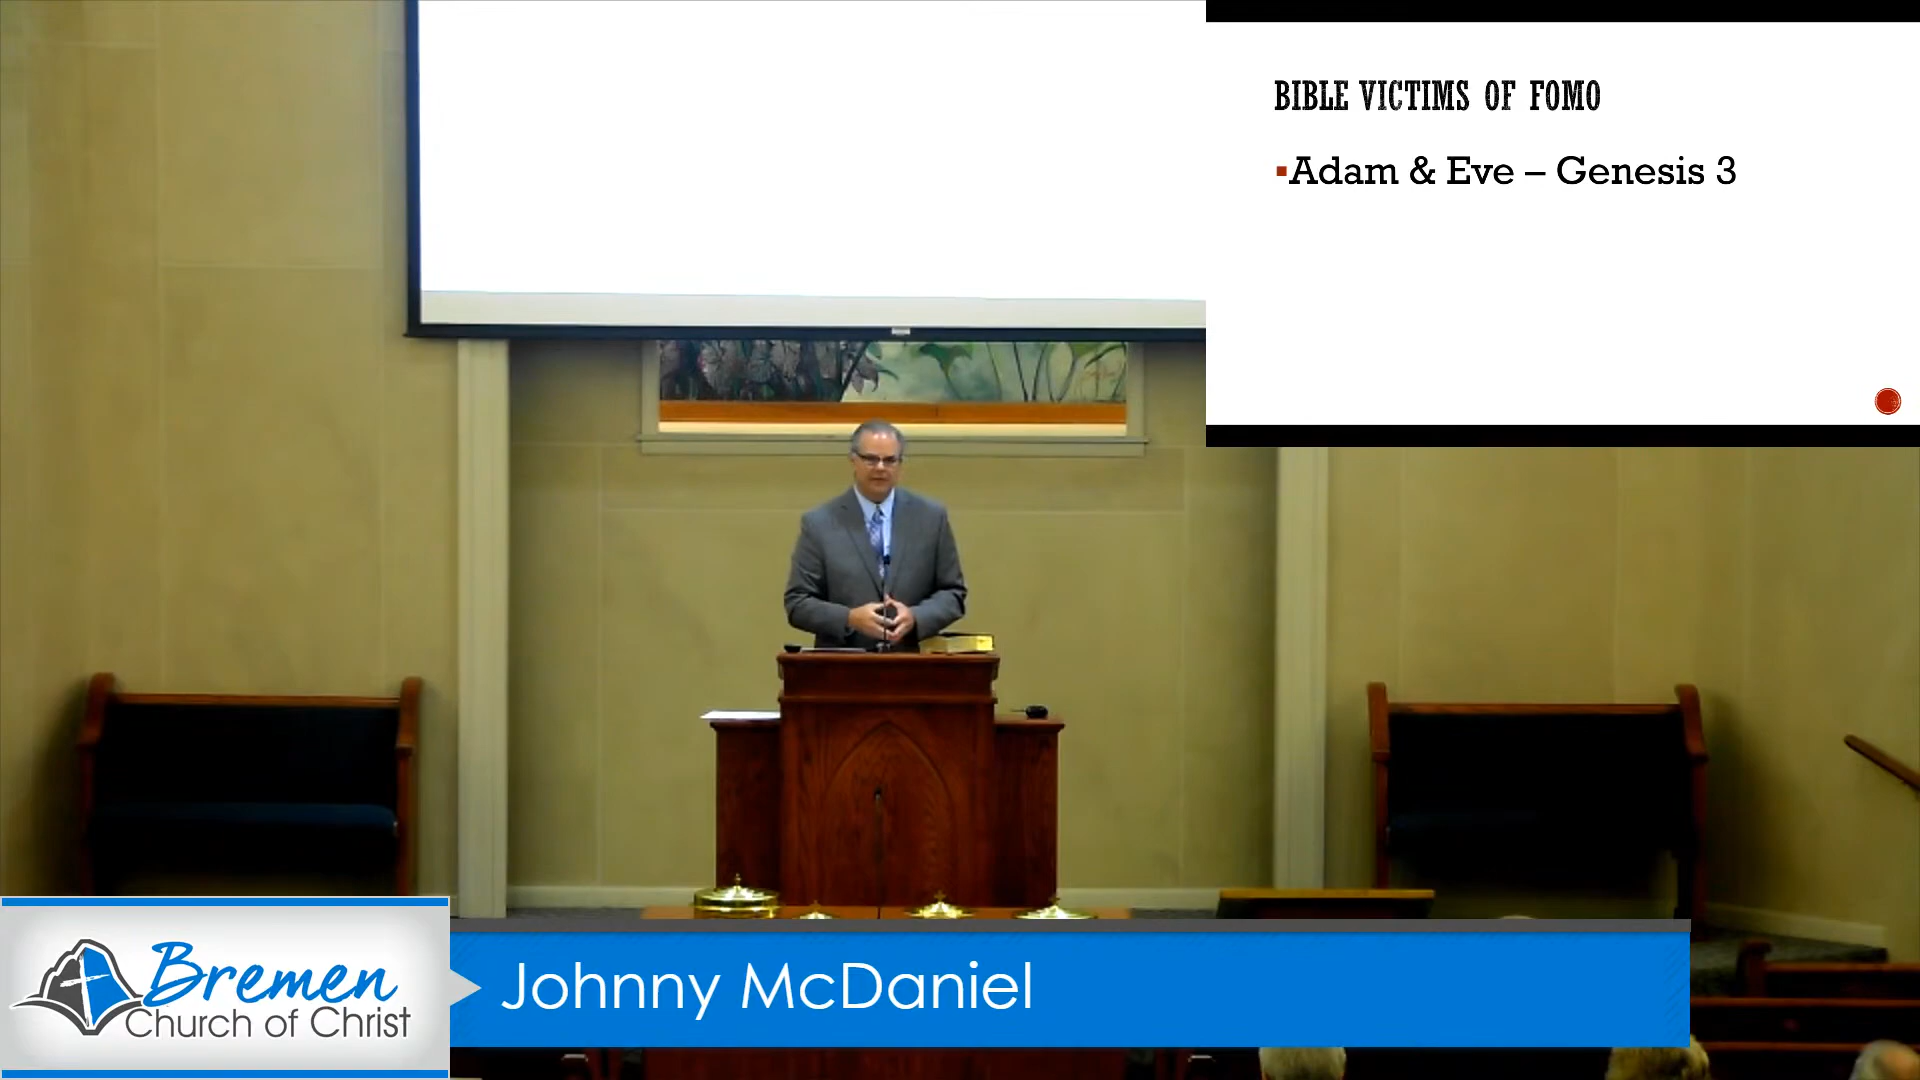 BIBLE VICTIMS OF FOMO
▪Adam & Eve – Genesis 3
Bremen
Church of Christ
Johnny McDaniel